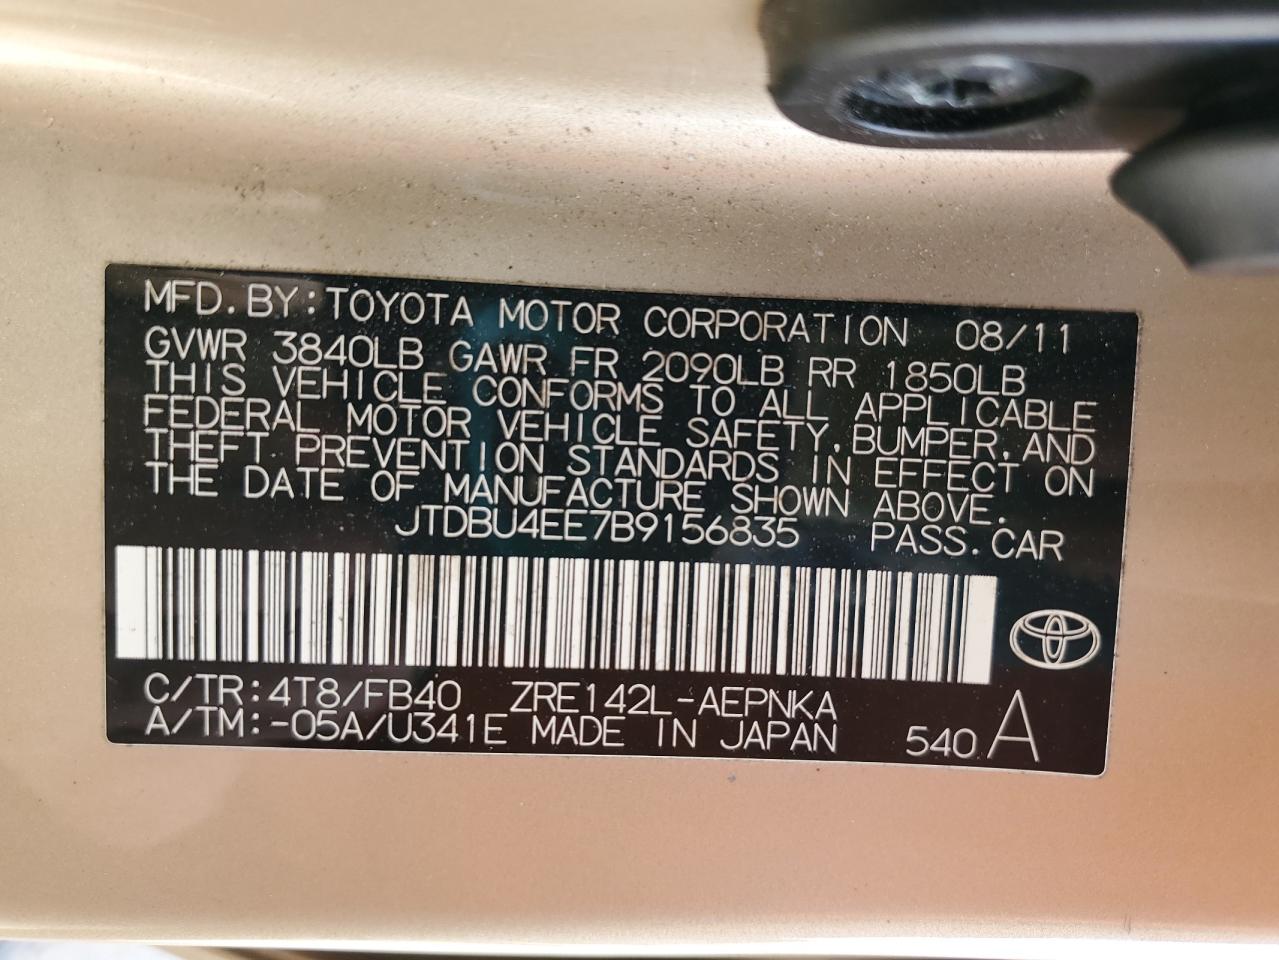 MFD.BY:TOYOTA MOTOR CORPORATION 08/11
GVWR 3840LB GAWR FR 2090LB RR 1850LB
THIS VEHICLE CONFORMS TO ALL APPLICABLE
FEDERAL MOTOR VEHICLE SAFETY,BUMPER,AND
THEFT PREVENTION STANDARDS IN EFFECT ON
THE DATE OF MANUFACTURE SHOWN ABOVE.
JTDBU4EE7B9156835 PASS.CAR
C/TR:4T8/FB40 ZRE142L-AEPNKA
A/TM:-05A/U341E MADE IN JAPAN 540 A